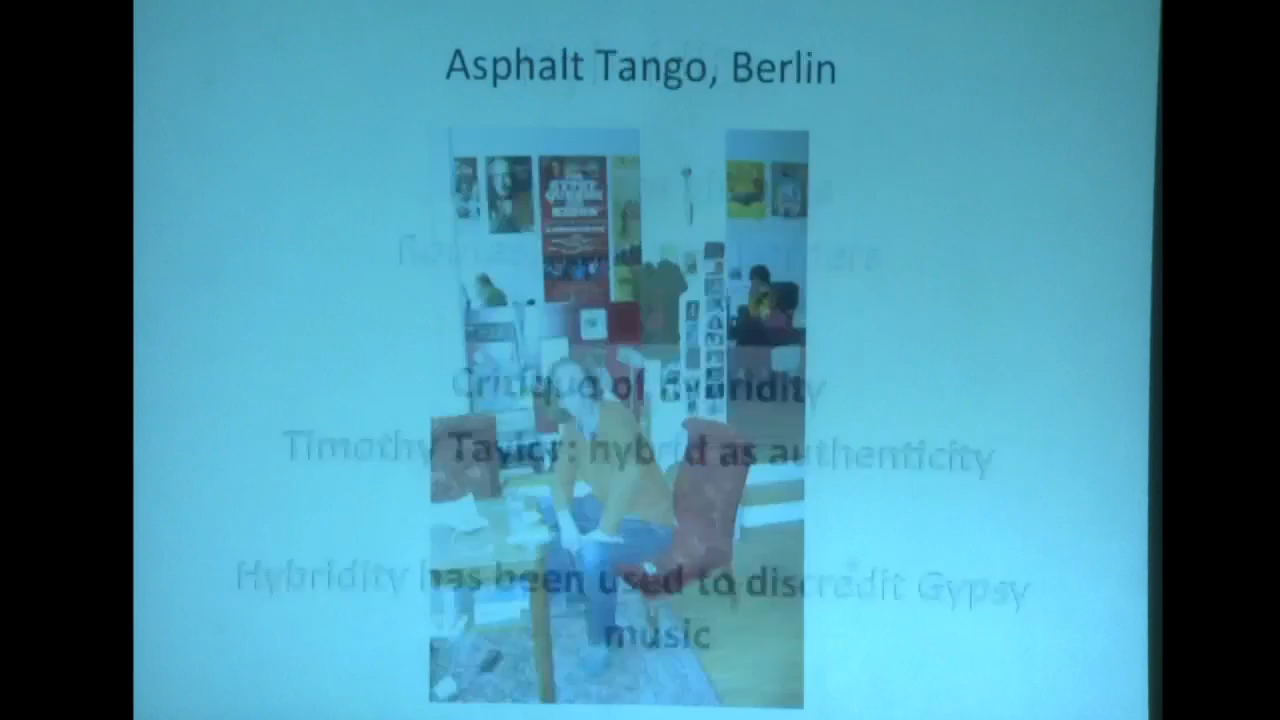 Asphalt Tango, Berlin
Critique of hybridity
Timothy Taylor: hybrid as authenticity
Hybridity has been used to discredit Gypsy
music